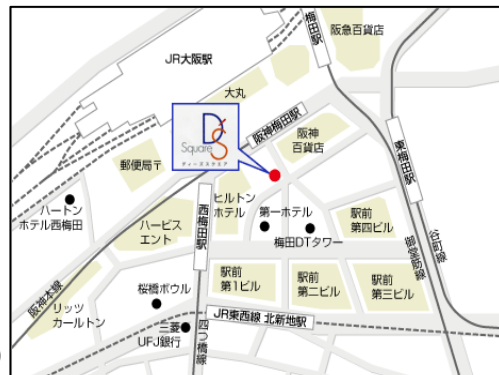 梅田駅
阪急百貨店
JR大阪駅
大丸
阪神梅田駅
D's
Square
ディーズスクエア
阪神
百貨店
東梅田駅
郵便局〒
ハートン
ホテル西梅田
西梅田駅
ヒルトン
ホテル
第一ホテル
梅田DTタワー
駅前
第四ビル
ハービス
エント
谷町線
御堂筋線
駅前
第1ビル
駅前
第二ビル
駅前
第三ビル
阪神本線
リッツ
カールトン
桜橋ボウル
JR東西線 北新地駅
三菱
UFJ銀行
四つ橋線